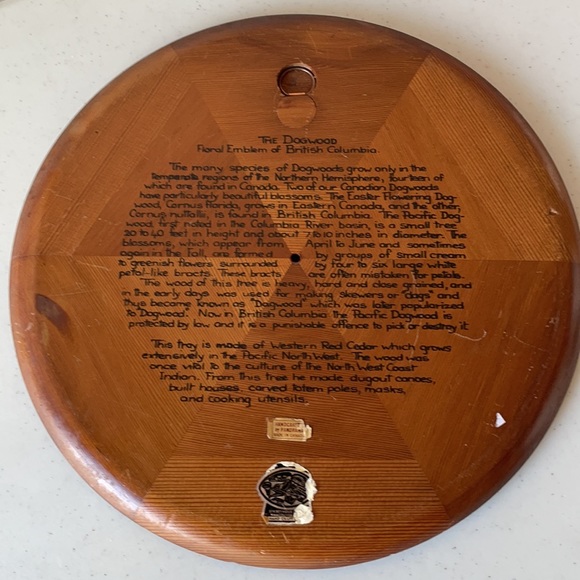 THE DOGWOOD
Floral Emblem of British Columbia
The many species of Dogwoods grow only in the
temperate regions of the Northern Hemisphere, fourteen of
which are found in Canada. Two of our Canadian Dogwoods
have particularly beautiful blossoms. The Easter Flowering Dog-
wood, Cornus florida, grows in Eastern Canada, and the other,
Cornus nuttallii, is found in British Columbia. The Pacific Dog-
wood, first noted in the Columbia River basin, is a small tree
20 to 40 feet in height and about 7 to 10 inches in diameter. The
blossoms, which appear from April to June and sometimes
again in the Fall, are formed by groups of small cream
to greenish flowers surrounded by four to six large white
petal-like bracts. These bracts are often mistaken for petals.
The wood of this tree is heavy, hard and close grained, and
in the early days was used for making skewers or "dags" and
thus became known as "Dagwood" which was later popularized
to "Dogwood". Now in British Columbia the Pacific Dogwood is
protected by law and it is a punishable offence to pick or destroy it.
This tray is made of Western Red Cedar which grows
extensively in the Pacific North West. The wood was
once vital to the culture of the North West Coast
Indian. From this tree he made dugout canoes,
built houses, carved totem poles, masks,
and cooking utensils.